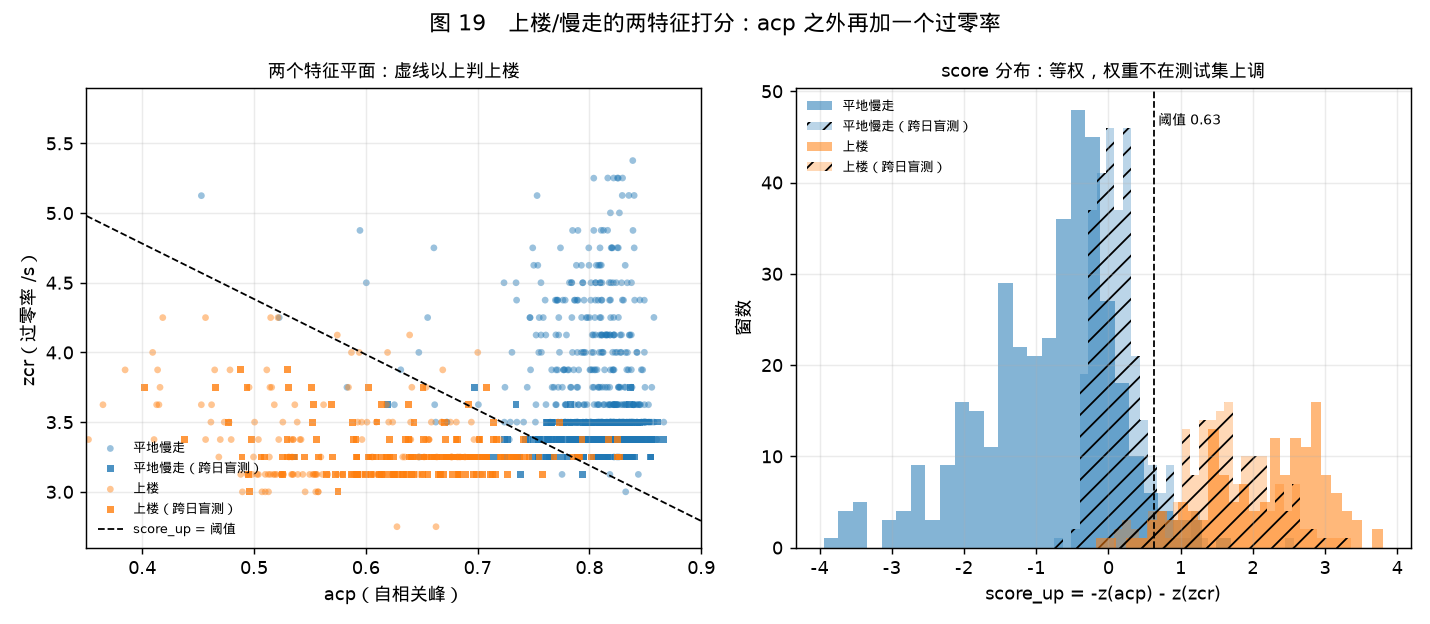 图 19　上楼/慢走的两特征打分：acp 之外再加一个过零率
两个特征平面：虚线以上判上楼
zcr（过零率 /s）
5.5
5.0
4.5
4.0
3.5
3.0
平地慢走
平地慢走（跨日盲测）
上楼
上楼（跨日盲测）
score_up = 阈值
0.4
0.5
0.6
0.7
0.8
0.9
acp（自相关峰）
score 分布：等权，权重不在测试集上调
窗数
50
40
30
20
10
0
平地慢走
平地慢走（跨日盲测）
上楼
上楼（跨日盲测）
阈值 0.63
-4
-3
-2
-1
0
1
2
3
4
score_up = -z(acp) - z(zcr)